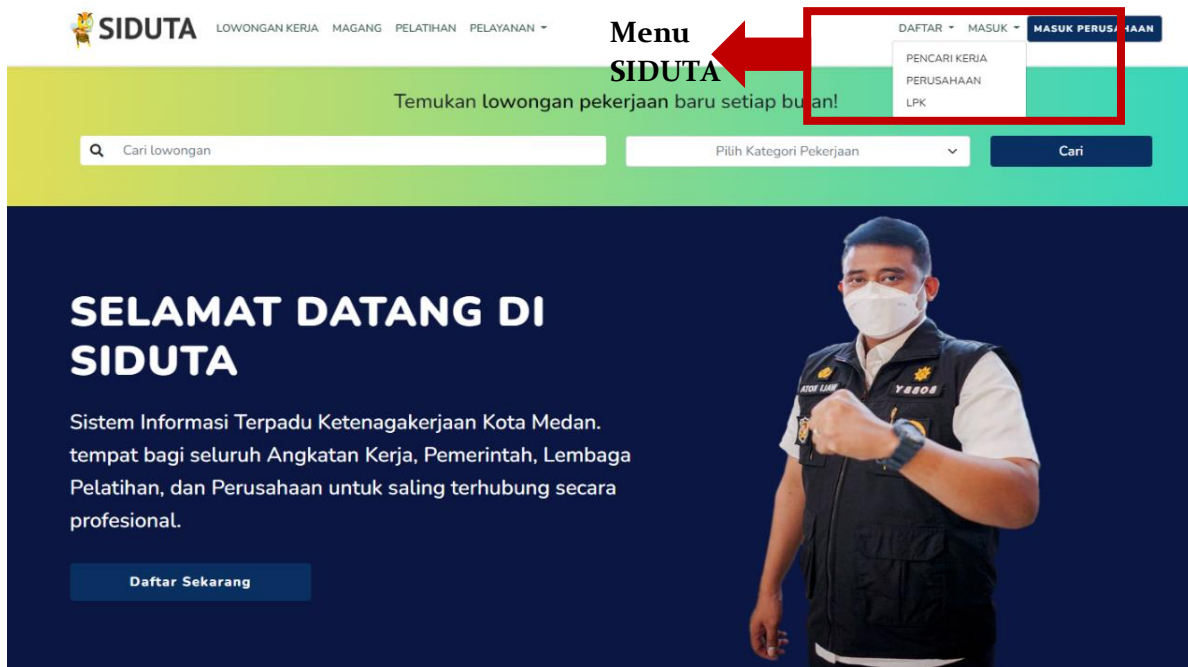 SIDUTA
LOWONGAN KERJA MAGANG PELATIHAN PELAYANAN
DAFTAR MASUK MASUK PERUSAHAAN
Menu
SIDUTA
PENCARI KERJA
PERUSAHAAN
LPK
Temukan lowongan pekerjaan baru setiap bulan!
Cari lowongan
Pilih Kategori Pekerjaan
Cari
SELAMAT DATANG DI
SIDUTA
Sistem Informasi Terpadu Ketenagakerjaan Kota Medan.
tempat bagi seluruh Angkatan Kerja, Pemerintah, Lembaga
Pelatihan, dan Perusahaan untuk saling terhubung secara
profesional.
Daftar Sekarang